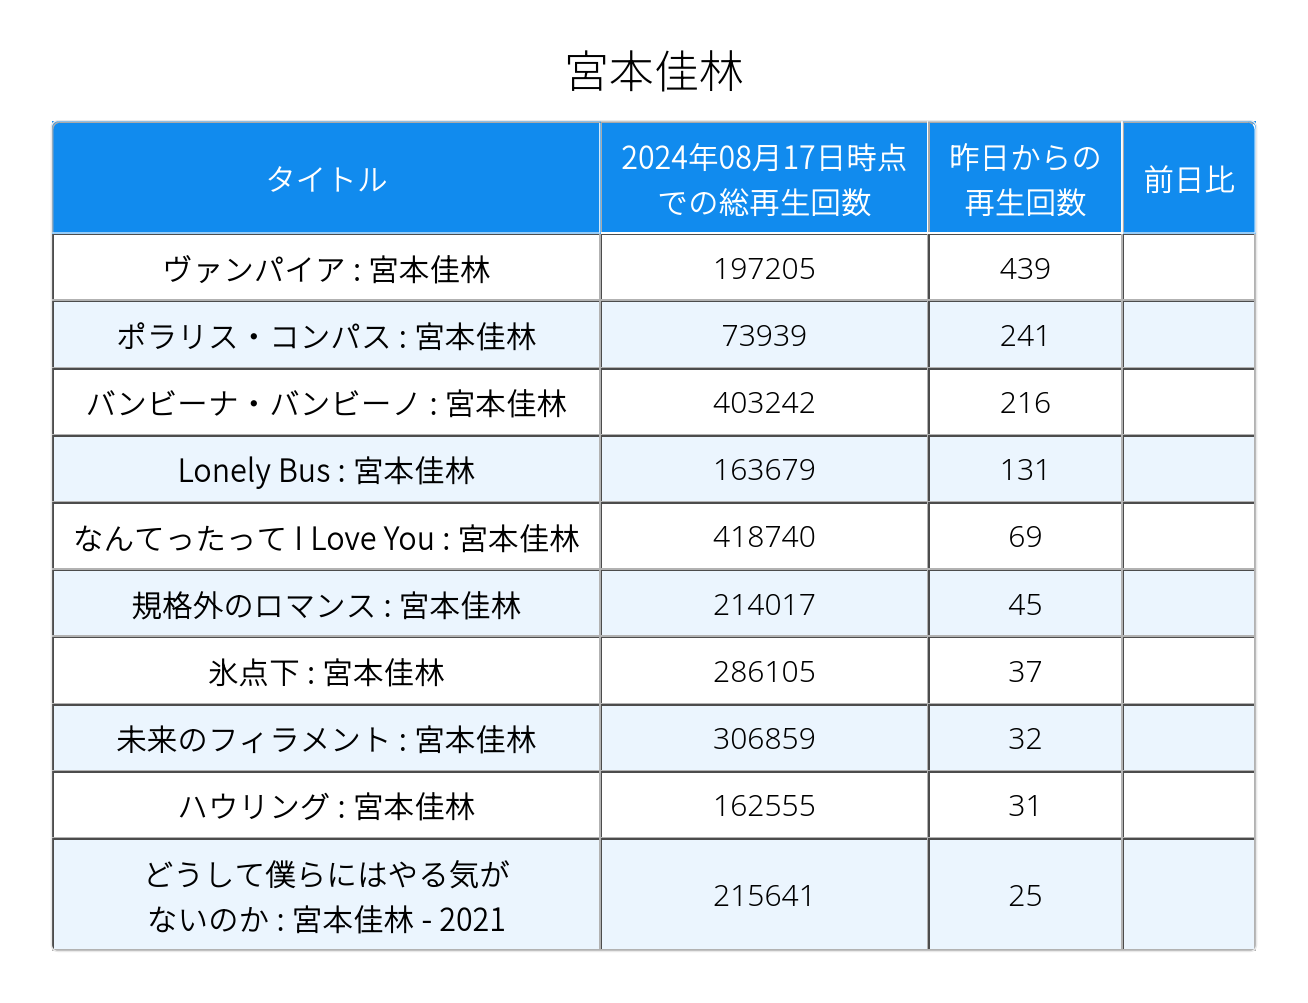 宮本佳林
タイトル
2024年08月17日時点
での総再生回数
昨日からの
再生回数
前日比
ヴァンパイア : 宮本佳林
197205
439
ポラリス・コンパス : 宮本佳林
73939
241
バンビーナ・バンビーノ : 宮本佳林
403242
216
Lonely Bus : 宮本佳林
163679
131
なんてったって I Love You : 宮本佳林
418740
69
規格外のロマンス : 宮本佳林
214017
45
氷点下 : 宮本佳林
286105
37
未来のフィラメント : 宮本佳林
306859
32
ハウリング : 宮本佳林
162555
31
どうして僕らにはやる気が
ないのか : 宮本佳林 - 2021
215641
25